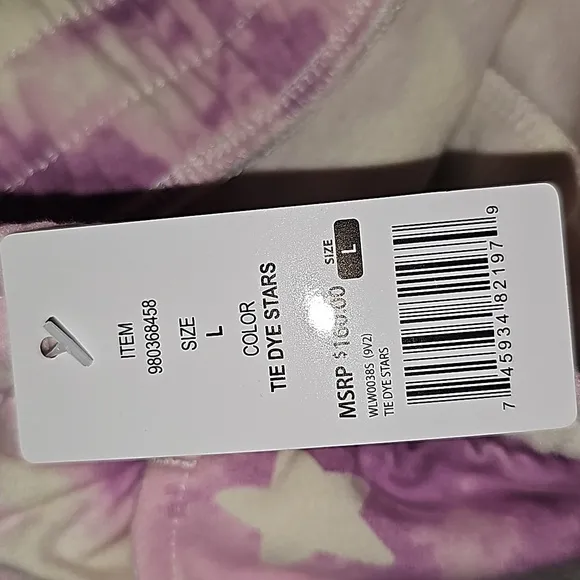 ITEM
980368458
SIZE
L
COLOR
TIE DYE STARS
MSRP $160.00
WLW0038S (9V2)
TIE DYE STARS
SIZE
L
7 45934 82197 9